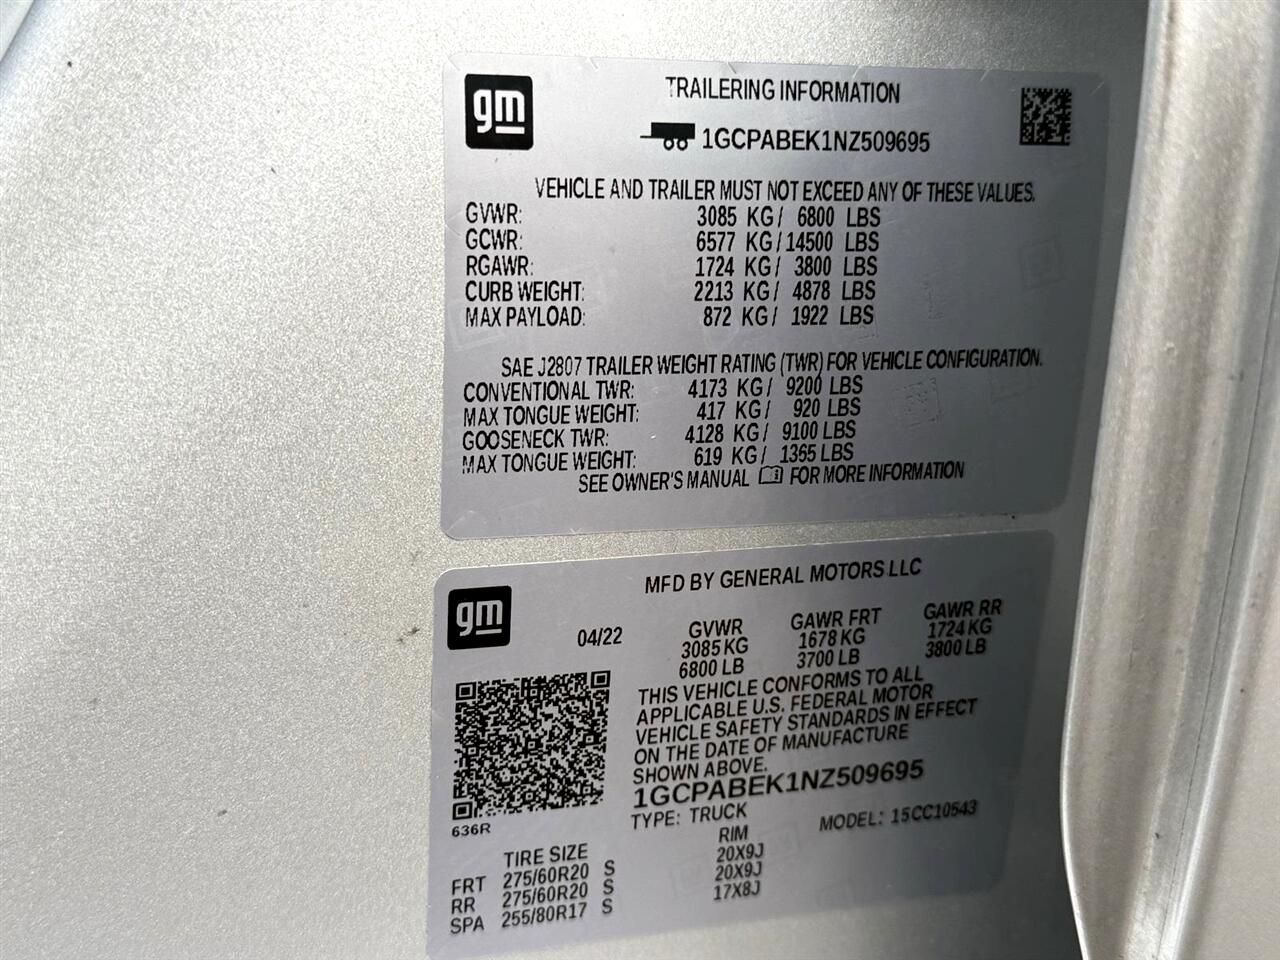 gm
TRAILERING INFORMATION
1GCPABEK1NZ509695
VEHICLE AND TRAILER MUST NOT EXCEED ANY OF THESE VALUES.
GVWR: 3085 KG/ 6800 LBS
GCWR: 6577 KG/14500 LBS
RGAWR: 1724 KG/ 3800 LBS
CURB WEIGHT: 2213 KG/ 4878 LBS
MAX PAYLOAD: 872 KG/ 1922 LBS
SAE J2807 TRAILER WEIGHT RATING (TWR) FOR VEHICLE CONFIGURATION.
CONVENTIONAL TWR: 4173 KG/ 9200 LBS
MAX TONGUE WEIGHT: 417 KG/ 920 LBS
GOOSENECK TWR: 4128 KG/ 9100 LBS
MAX TONGUE WEIGHT: 619 KG/ 1365 LBS
SEE OWNER'S MANUAL FOR MORE INFORMATION
gm
MFD BY GENERAL MOTORS LLC
04/22
GVWR GAWR FRT GAWR RR
3085 KG 1678 KG 1724 KG
6800 LB 3700 LB 3800 LB
THIS VEHICLE CONFORMS TO ALL
APPLICABLE U.S. FEDERAL MOTOR
VEHICLE SAFETY STANDARDS IN EFFECT
ON THE DATE OF MANUFACTURE
SHOWN ABOVE.
1GCPABEK1NZ509695
636R
TYPE: TRUCK MODEL: 15CC10543
TIRE SIZE RIM
FRT 275/60R20 S 20X9J
RR 275/60R20 S 20X9J
SPA 255/80R17 S 17X8J